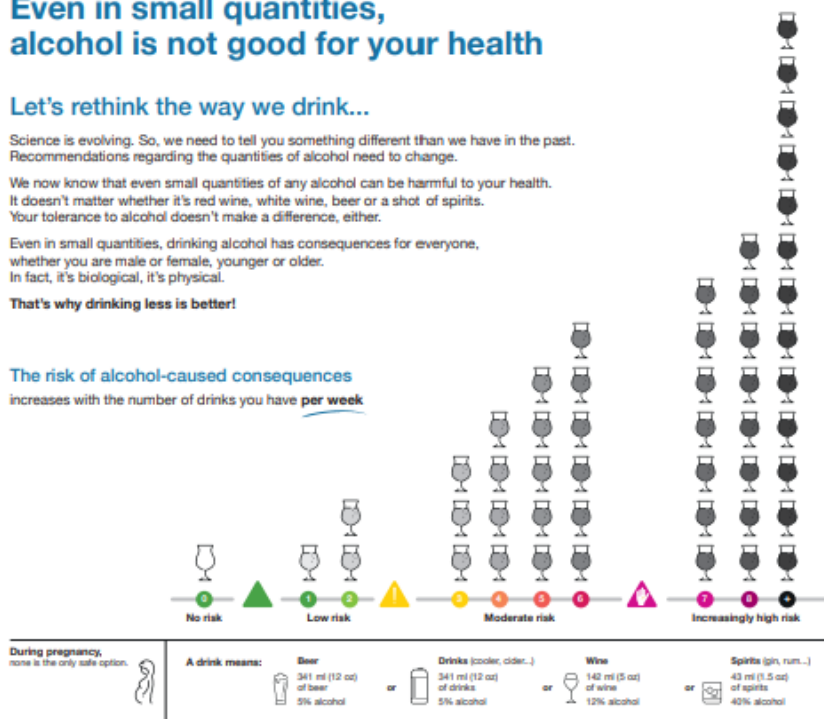 Even in small quantities,
alcohol is not good for your health
Let's rethink the way we drink...
Science is evolving. So, we need to tell you something different than we have in the past.
Recommendations regarding the quantities of alcohol need to change.
We now know that even small quantities of any alcohol can be harmful to your health.
It doesn't matter whether it's red wine, white wine, beer or a shot of spirits.
Your tolerance to alcohol doesn't make a difference, either.
Even in small quantities, drinking alcohol has consequences for everyone,
whether you are male or female, younger or older.
In fact, it's biological, it's physical.
That's why drinking less is better!
The risk of alcohol-caused consequences
increases with the number of drinks you have per week
0 1 2 ! 3 4 5 6 7 8 +
No risk Low risk Moderate risk Increasingly high risk
During pregnancy,
none is the only safe option.
A drink means:
Beer
341 ml (12 oz)
of beer
5% alcohol
or
Drinks (cooler, cider...)
341 ml (12 oz)
of drinks
5% alcohol
or
Wine
142 ml (5 oz)
of wine
12% alcohol
or
Spirits (gin, rum...)
43 ml (1.5 oz)
of spirits
40% alcohol